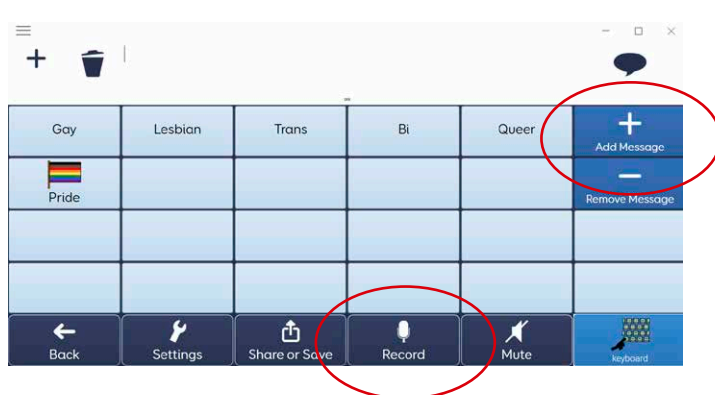 Gay
Lesbian
Trans
Bi
Queer
Add Message
Pride
Remove Message
Back
Settings
Share or Save
Record
Mute
keyboard